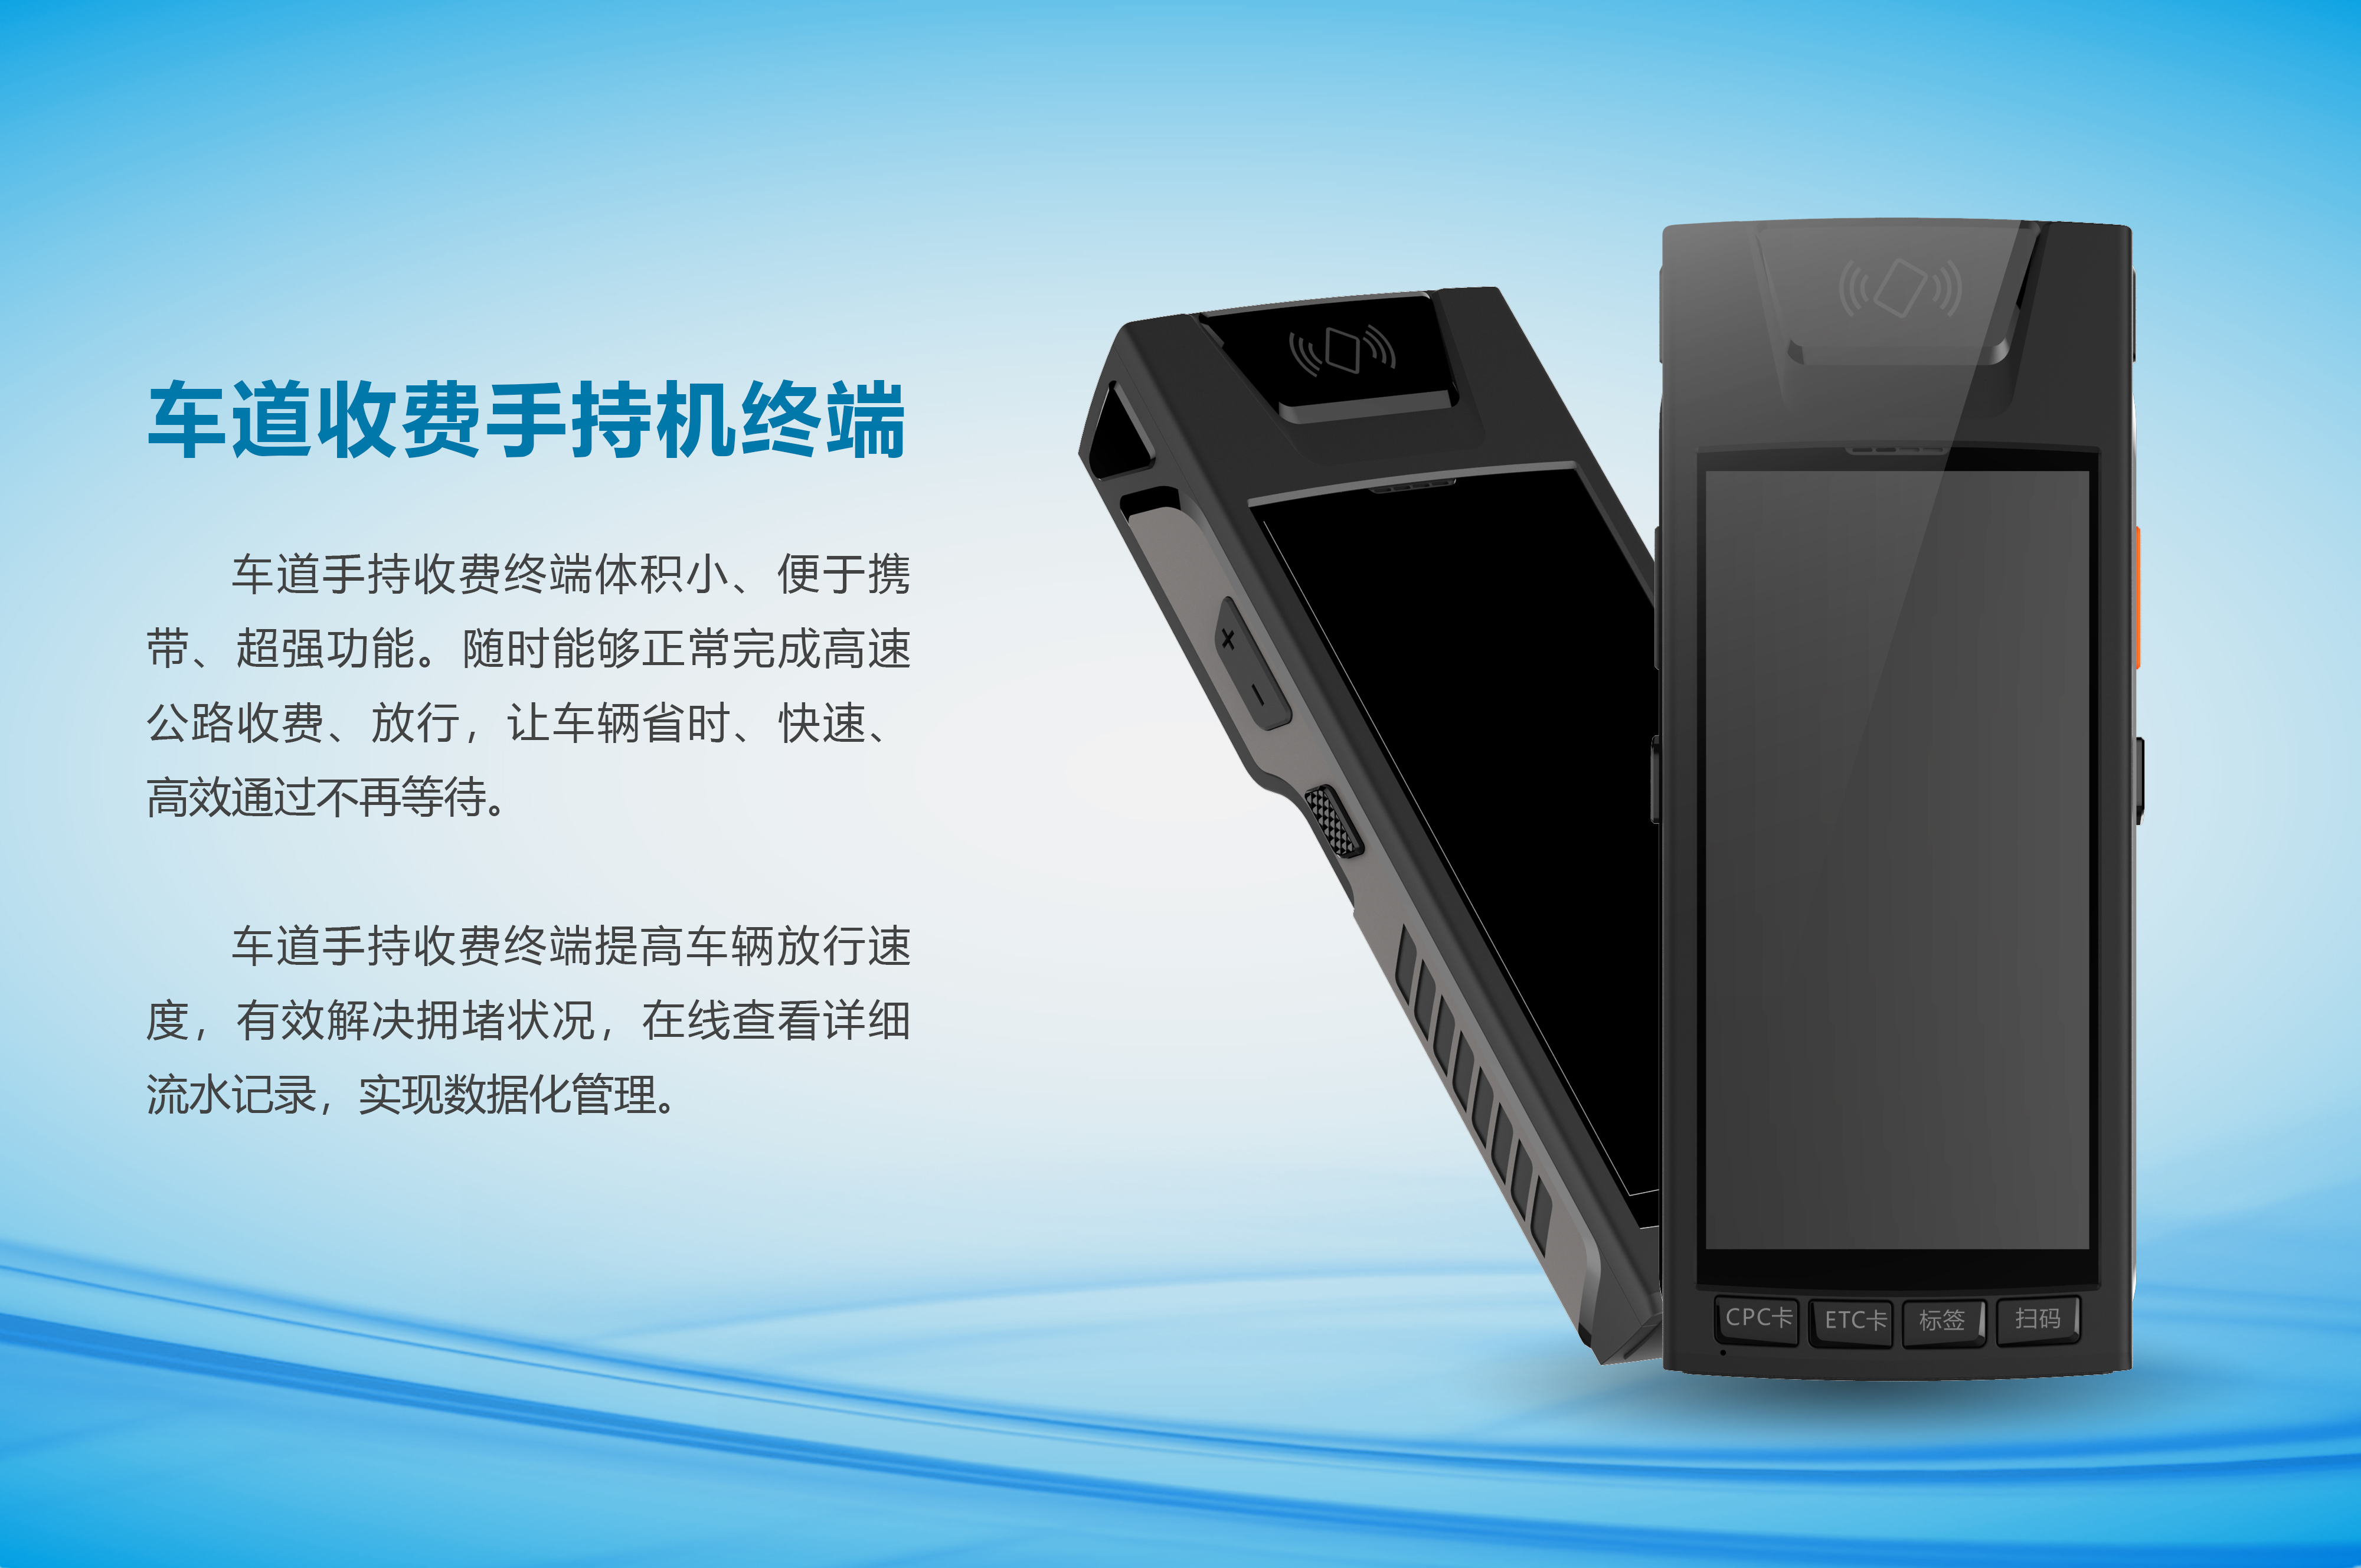 车道收费手持机终端
车道手持收费终端体积小、便于携
带、超强功能。随时能够正常完成高速
公路收费、放行，让车辆省时、快速、
高效通过不再等待。
车道手持收费终端提高车辆放行速
度，有效解决拥堵状况，在线查看详细
流水记录，实现数据化管理。
+
-
CPC卡 ETC卡 标签 扫码